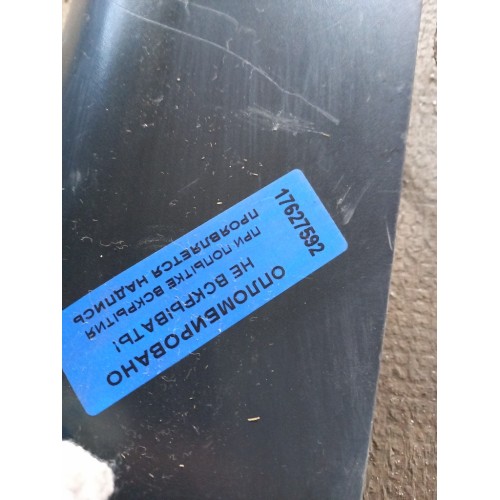 ОПЛОМБИРОВАНО
НЕ ВСКРЫВАТЬ!
ПРИ ПОПЫТКЕ ВСКРЫТИЯ
ПРОЯВЛЯЕТСЯ НАДПИСЬ
17627592